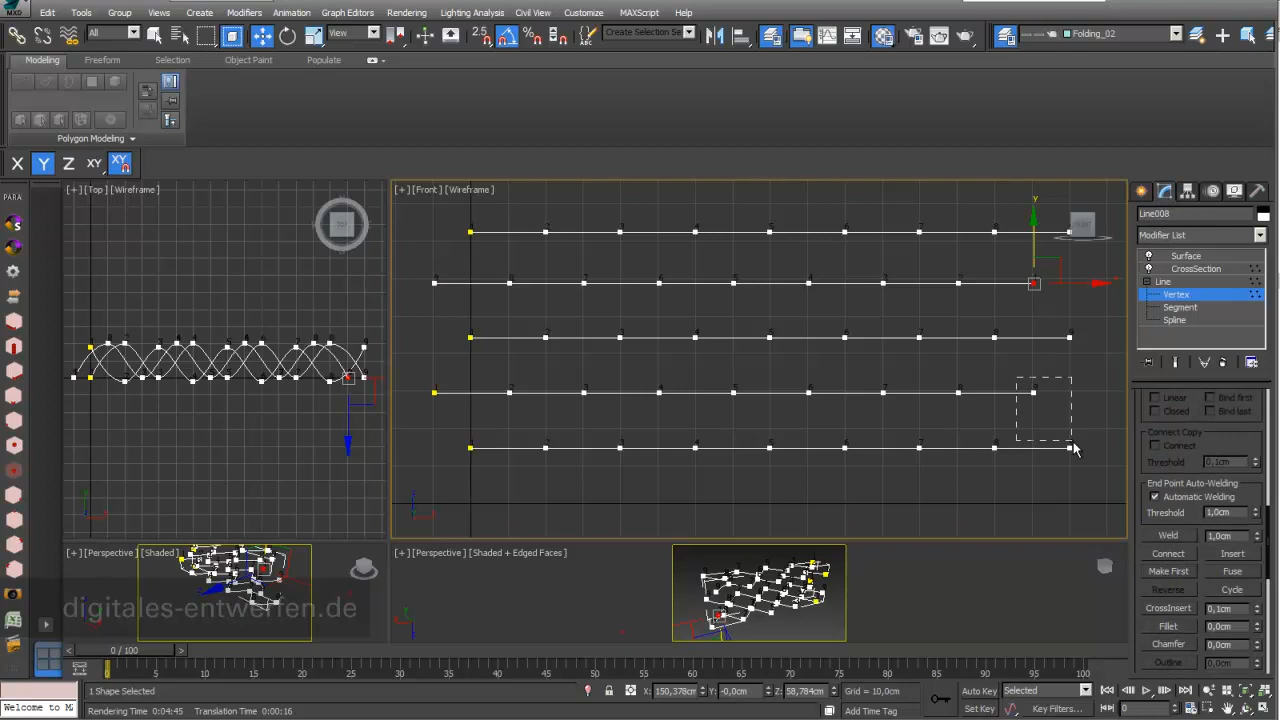 MXD
Edit Tools Group Views Create Modifiers Animation Graph Editors Rendering Lighting Analysis Civil View Customize MAXScript Help
All View 2.5 Create Selection Se Folding_02
Modeling Freeform Selection Object Paint Populate
Polygon Modeling
X Y Z XY XY
[+] [Top] [Wireframe]
[+] [Front] [Wireframe]
PARA
TOP
FRONT
Y
Line008
Modifier List
Surface
CrossSection
Line
Vertex
Segment
Spline
Linear Bind first
Closed Bind last
Connect Copy
Connect
Threshold 0,1cm
End Point Auto-Welding
Automatic Welding
Threshold 1,0cm
Weld 1,0cm
Connect Insert
Make First Fuse
Reverse Cycle
CrossInsert 0,1cm
Fillet 0,0cm
Chamfer 0,0cm
Outline 0,0cm
[+] [Perspective] [Shaded]
[+] [Perspective] [Shaded + Edged Faces]
digitales-entwerfen.de
0 / 100
0 5 10 15 20 25 30 35 40 45 50 55 60 65 70 75 80 85 90 95 100
1 Shape Selected X: 150,378cm Y: -0,0cm Z: 58,784cm Grid = 10,0cm Auto Key Selected
Welcome to M
Rendering Time: 0:04:45 Translation Time: 0:00:16 Add Time Tag Set Key Key Filters... 0